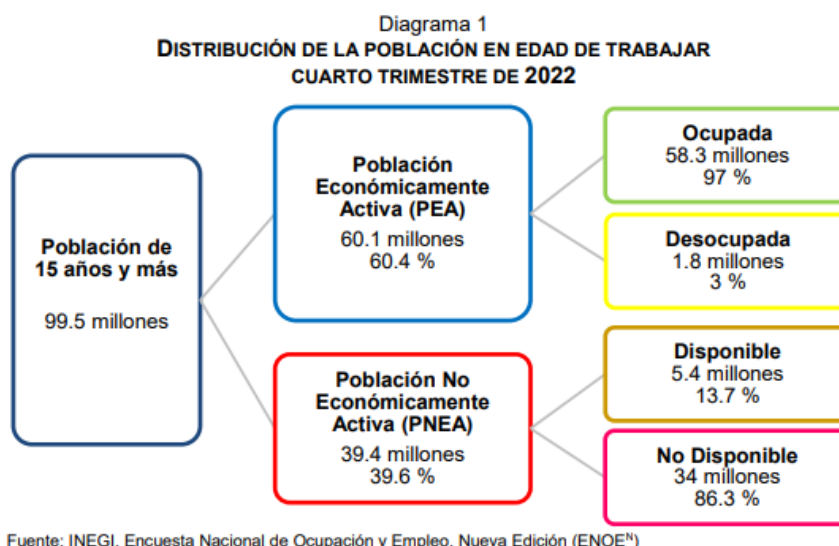 Diagrama 1
DISTRIBUCIÓN DE LA POBLACIÓN EN EDAD DE TRABAJAR
CUARTO TRIMESTRE DE 2022
Población de
15 años y más
99.5 millones
Población
Económicamente
Activa (PEA)
60.1 millones
60.4 %
Población No
Económicamente
Activa (PNEA)
39.4 millones
39.6 %
Ocupada
58.3 millones
97 %
Desocupada
1.8 millones
3 %
Disponible
5.4 millones
13.7 %
No Disponible
34 millones
86.3 %
Fuente: INEGI. Encuesta Nacional de Ocupación y Empleo. Nueva Edición (ENOEᴺ)